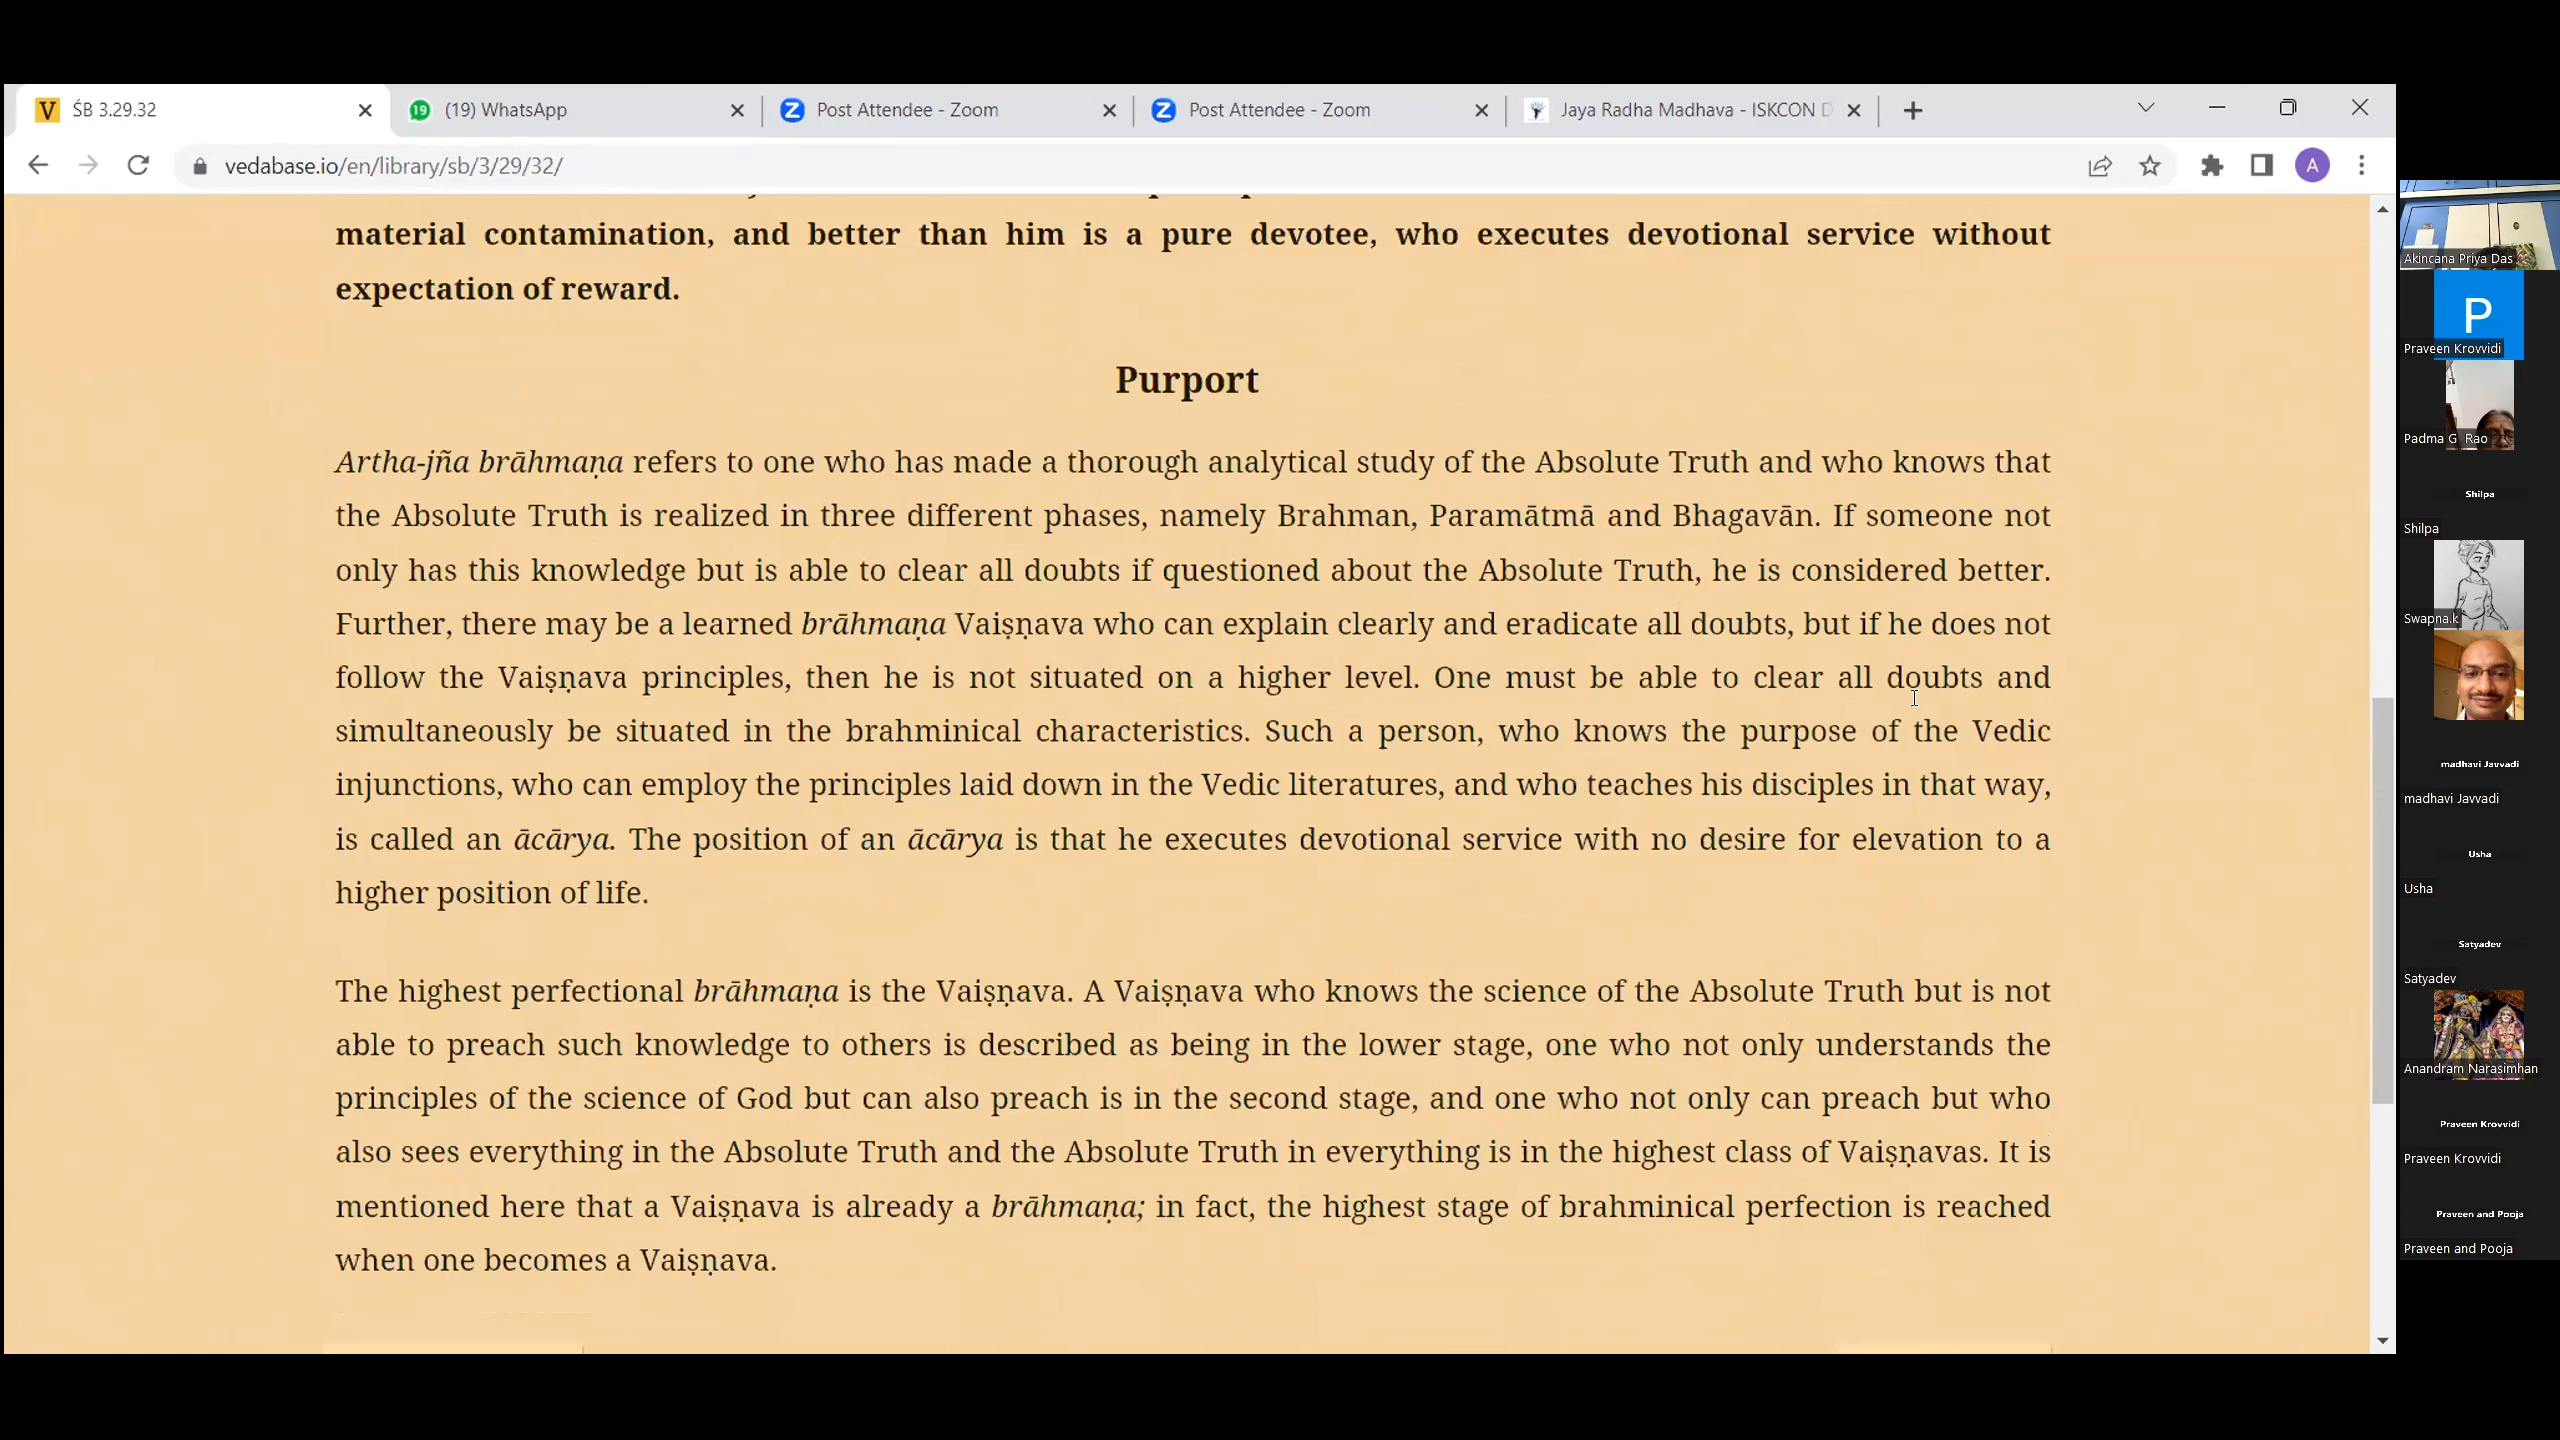 ŚB 3.29.32
(19) WhatsApp
Post Attendee - Zoom
Post Attendee - Zoom
Jaya Radha Madhava - ISKCON D
vedabase.io/en/library/sb/3/29/32/
A
material contamination, and better than him is a pure devotee, who executes devotional service without
expectation of reward.
Purport
Artha-jña brāhmaṇa refers to one who has made a thorough analytical study of the Absolute Truth and who knows that
the Absolute Truth is realized in three different phases, namely Brahman, Paramātmā and Bhagavān. If someone not
only has this knowledge but is able to clear all doubts if questioned about the Absolute Truth, he is considered better.
Further, there may be a learned brāhmaṇa Vaiṣṇava who can explain clearly and eradicate all doubts, but if he does not
follow the Vaiṣṇava principles, then he is not situated on a higher level. One must be able to clear all doubts and
simultaneously be situated in the brahminical characteristics. Such a person, who knows the purpose of the Vedic
injunctions, who can employ the principles laid down in the Vedic literatures, and who teaches his disciples in that way,
is called an ācārya. The position of an ācārya is that he executes devotional service with no desire for elevation to a
higher position of life.
The highest perfectional brāhmaṇa is the Vaiṣṇava. A Vaiṣṇava who knows the science of the Absolute Truth but is not
able to preach such knowledge to others is described as being in the lower stage, one who not only understands the
principles of the science of God but can also preach is in the second stage, and one who not only can preach but who
also sees everything in the Absolute Truth and the Absolute Truth in everything is in the highest class of Vaiṣṇavas. It is
mentioned here that a Vaiṣṇava is already a brāhmaṇa; in fact, the highest stage of brahminical perfection is reached
when one becomes a Vaiṣṇava.
Akincana Priya Das
P
Praveen Krovvidi
Padma G Rao
Shilpa
Shilpa
Swapna.k
madhavi Javvadi
madhavi Javvadi
Usha
Usha
Satyadev
Satyadev
Anandram Narasimhan
Praveen Krovvidi
Praveen Krovvidi
Praveen and Pooja
Praveen and Pooja